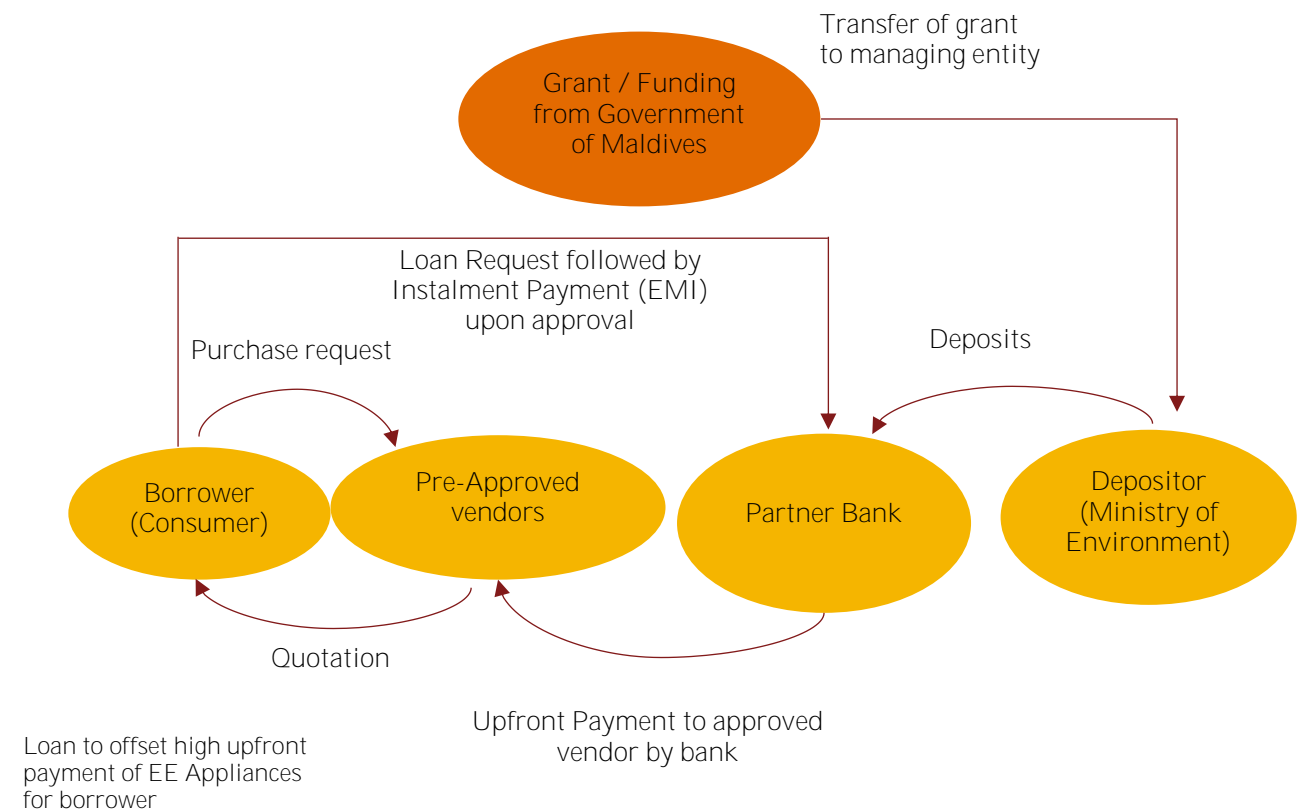 Transfer of grant
to managing entity
Grant / Funding
from Government
of Maldives
Loan Request followed by
Instalment Payment (EMI)
upon approval
Purchase request
Deposits
Borrower
(Consumer)
Pre-Approved
vendors
Partner Bank
Depositor
(Ministry of
Environment)
Quotation
Upfront Payment to approved
vendor by bank
Loan to offset high upfront
payment of EE Appliances
for borrower